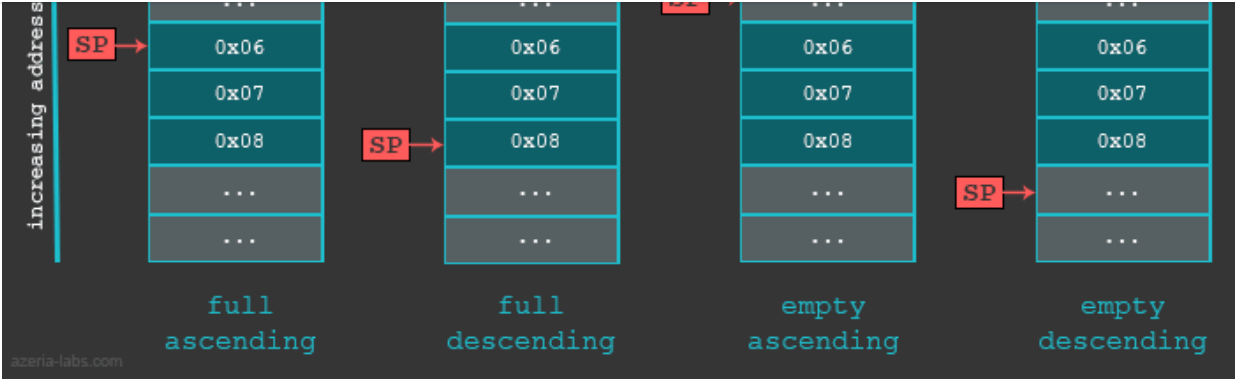 increasing address
... ... ... ...
SP
SP 0x06 0x06 0x06 0x06
0x07 0x07 0x07 0x07
SP 0x08 0x08 0x08 0x08
... ... ... SP ...
... ... ... ...
full ascending
full descending
empty ascending
empty descending
azeria-labs.com